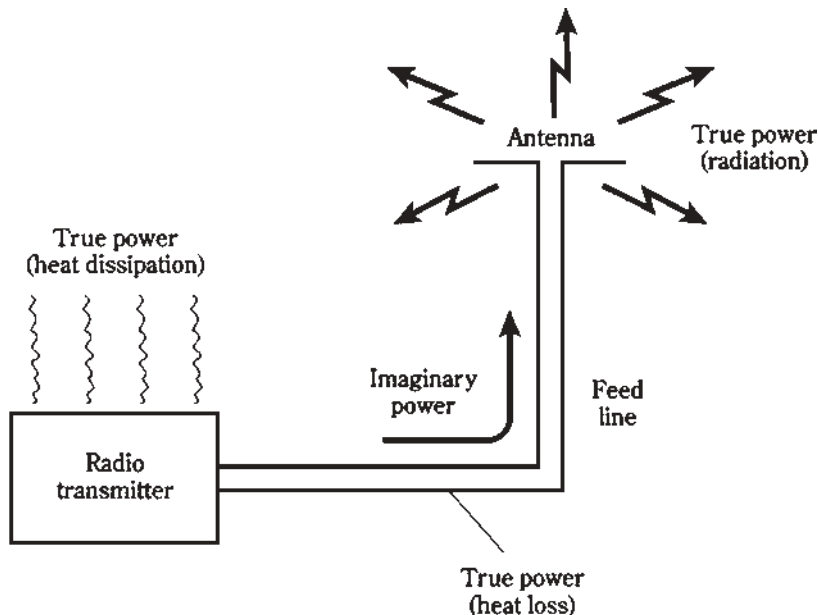 Antenna
True power
(radiation)
True power
(heat dissipation)
Imaginary
power
Feed
line
Radio
transmitter
True power
(heat loss)